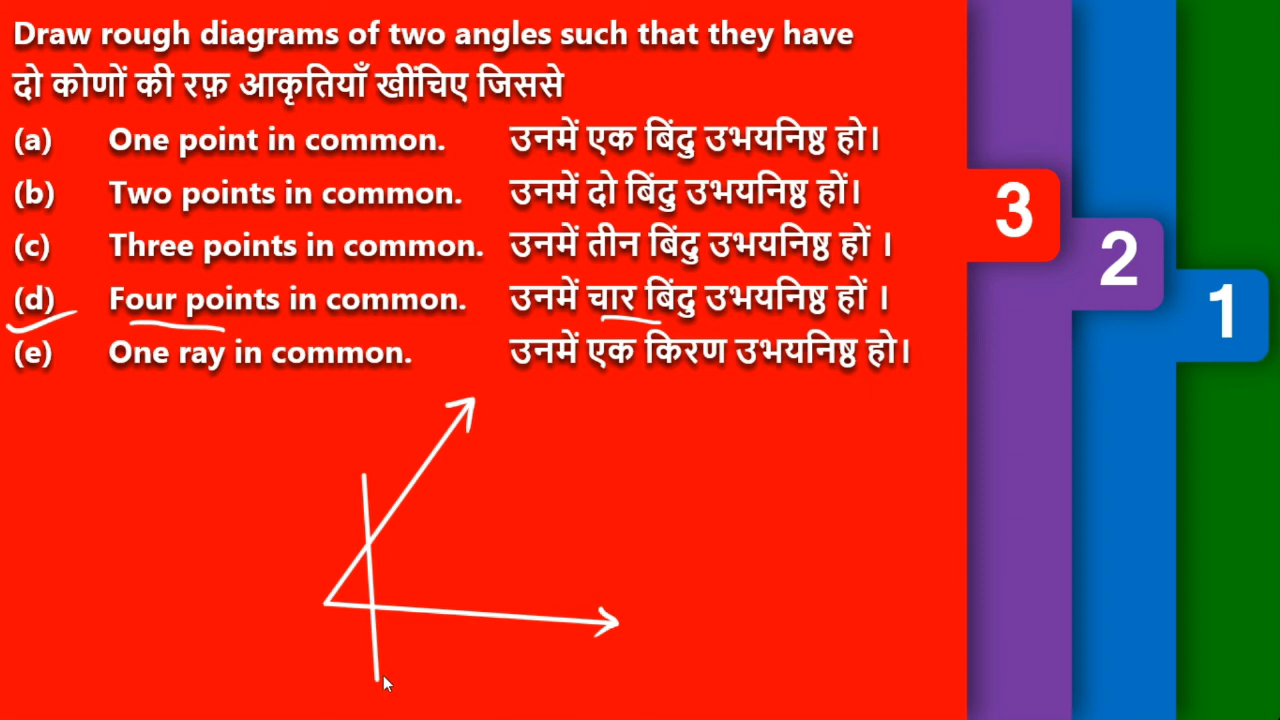 Draw rough diagrams of two angles such that they have
दो कोणों की रफ़ आकृतियाँ खींचिए जिससे
(a) One point in common. उनमें एक बिंदु उभयनिष्ठ हो।
(b) Two points in common. उनमें दो बिंदु उभयनिष्ठ हों।
(c) Three points in common. उनमें तीन बिंदु उभयनिष्ठ हों ।
(d) Four points in common. उनमें चार बिंदु उभयनिष्ठ हों ।
(e) One ray in common. उनमें एक किरण उभयनिष्ठ हो।
3
2
1